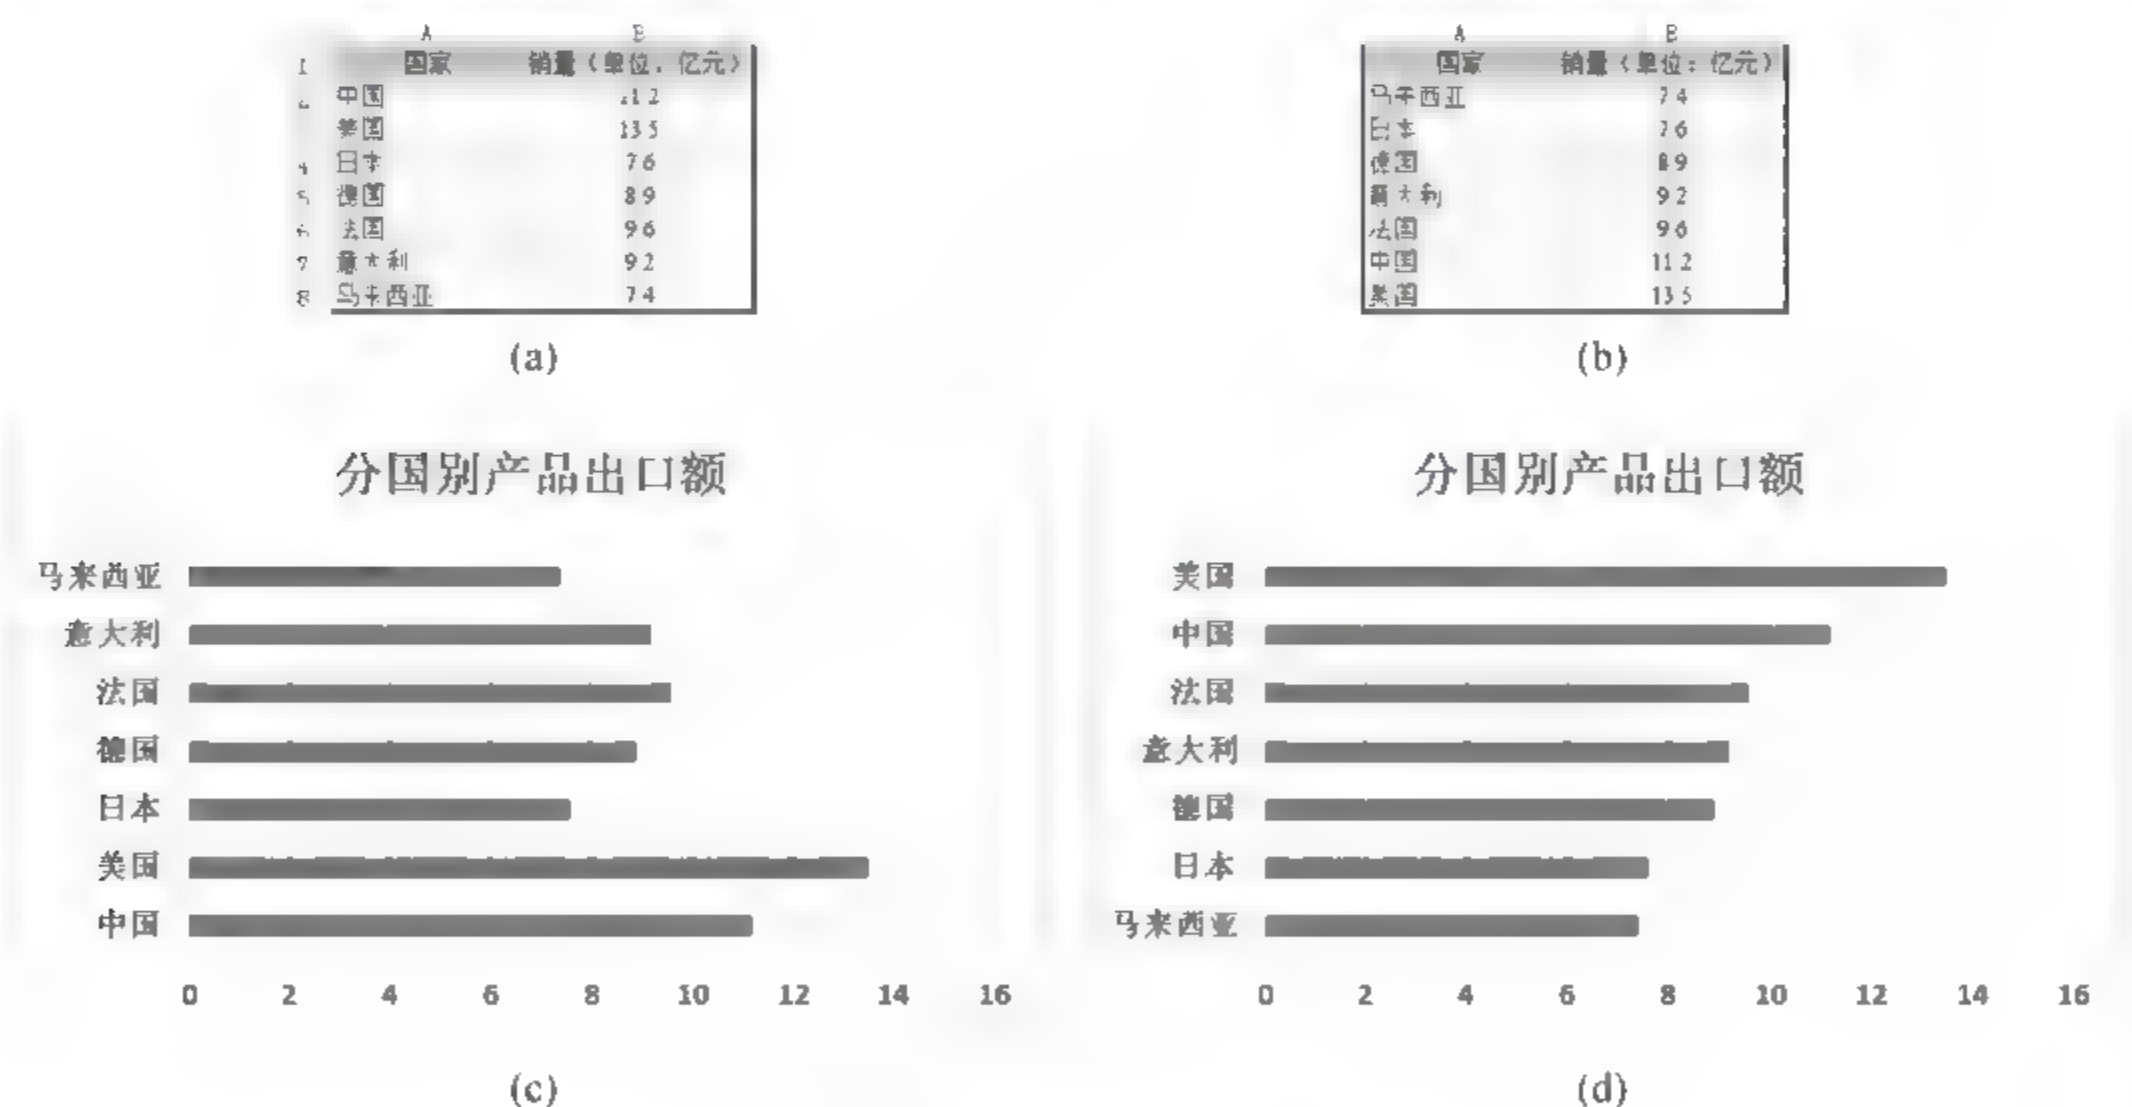 A B
1 国家 销量（单位：亿元）
中国 11.2
美国 13.5
4 日本 7.6
5 德国 8.9
6 法国 9.6
7 意大利 9.2
8 马来西亚 7.4
(a)
A B
国家 销量（单位：亿元）
马来西亚 7.4
日本 7.6
德国 8.9
意大利 9.2
法国 9.6
中国 11.2
美国 13.5
(b)
分国别产品出口额
马来西亚
意大利
法国
德国
日本
美国
中国
0 2 4 6 8 10 12 14 16
(c)
分国别产品出口额
美国
中国
法国
意大利
德国
日本
马来西亚
0 2 4 6 8 10 12 14 16
(d)